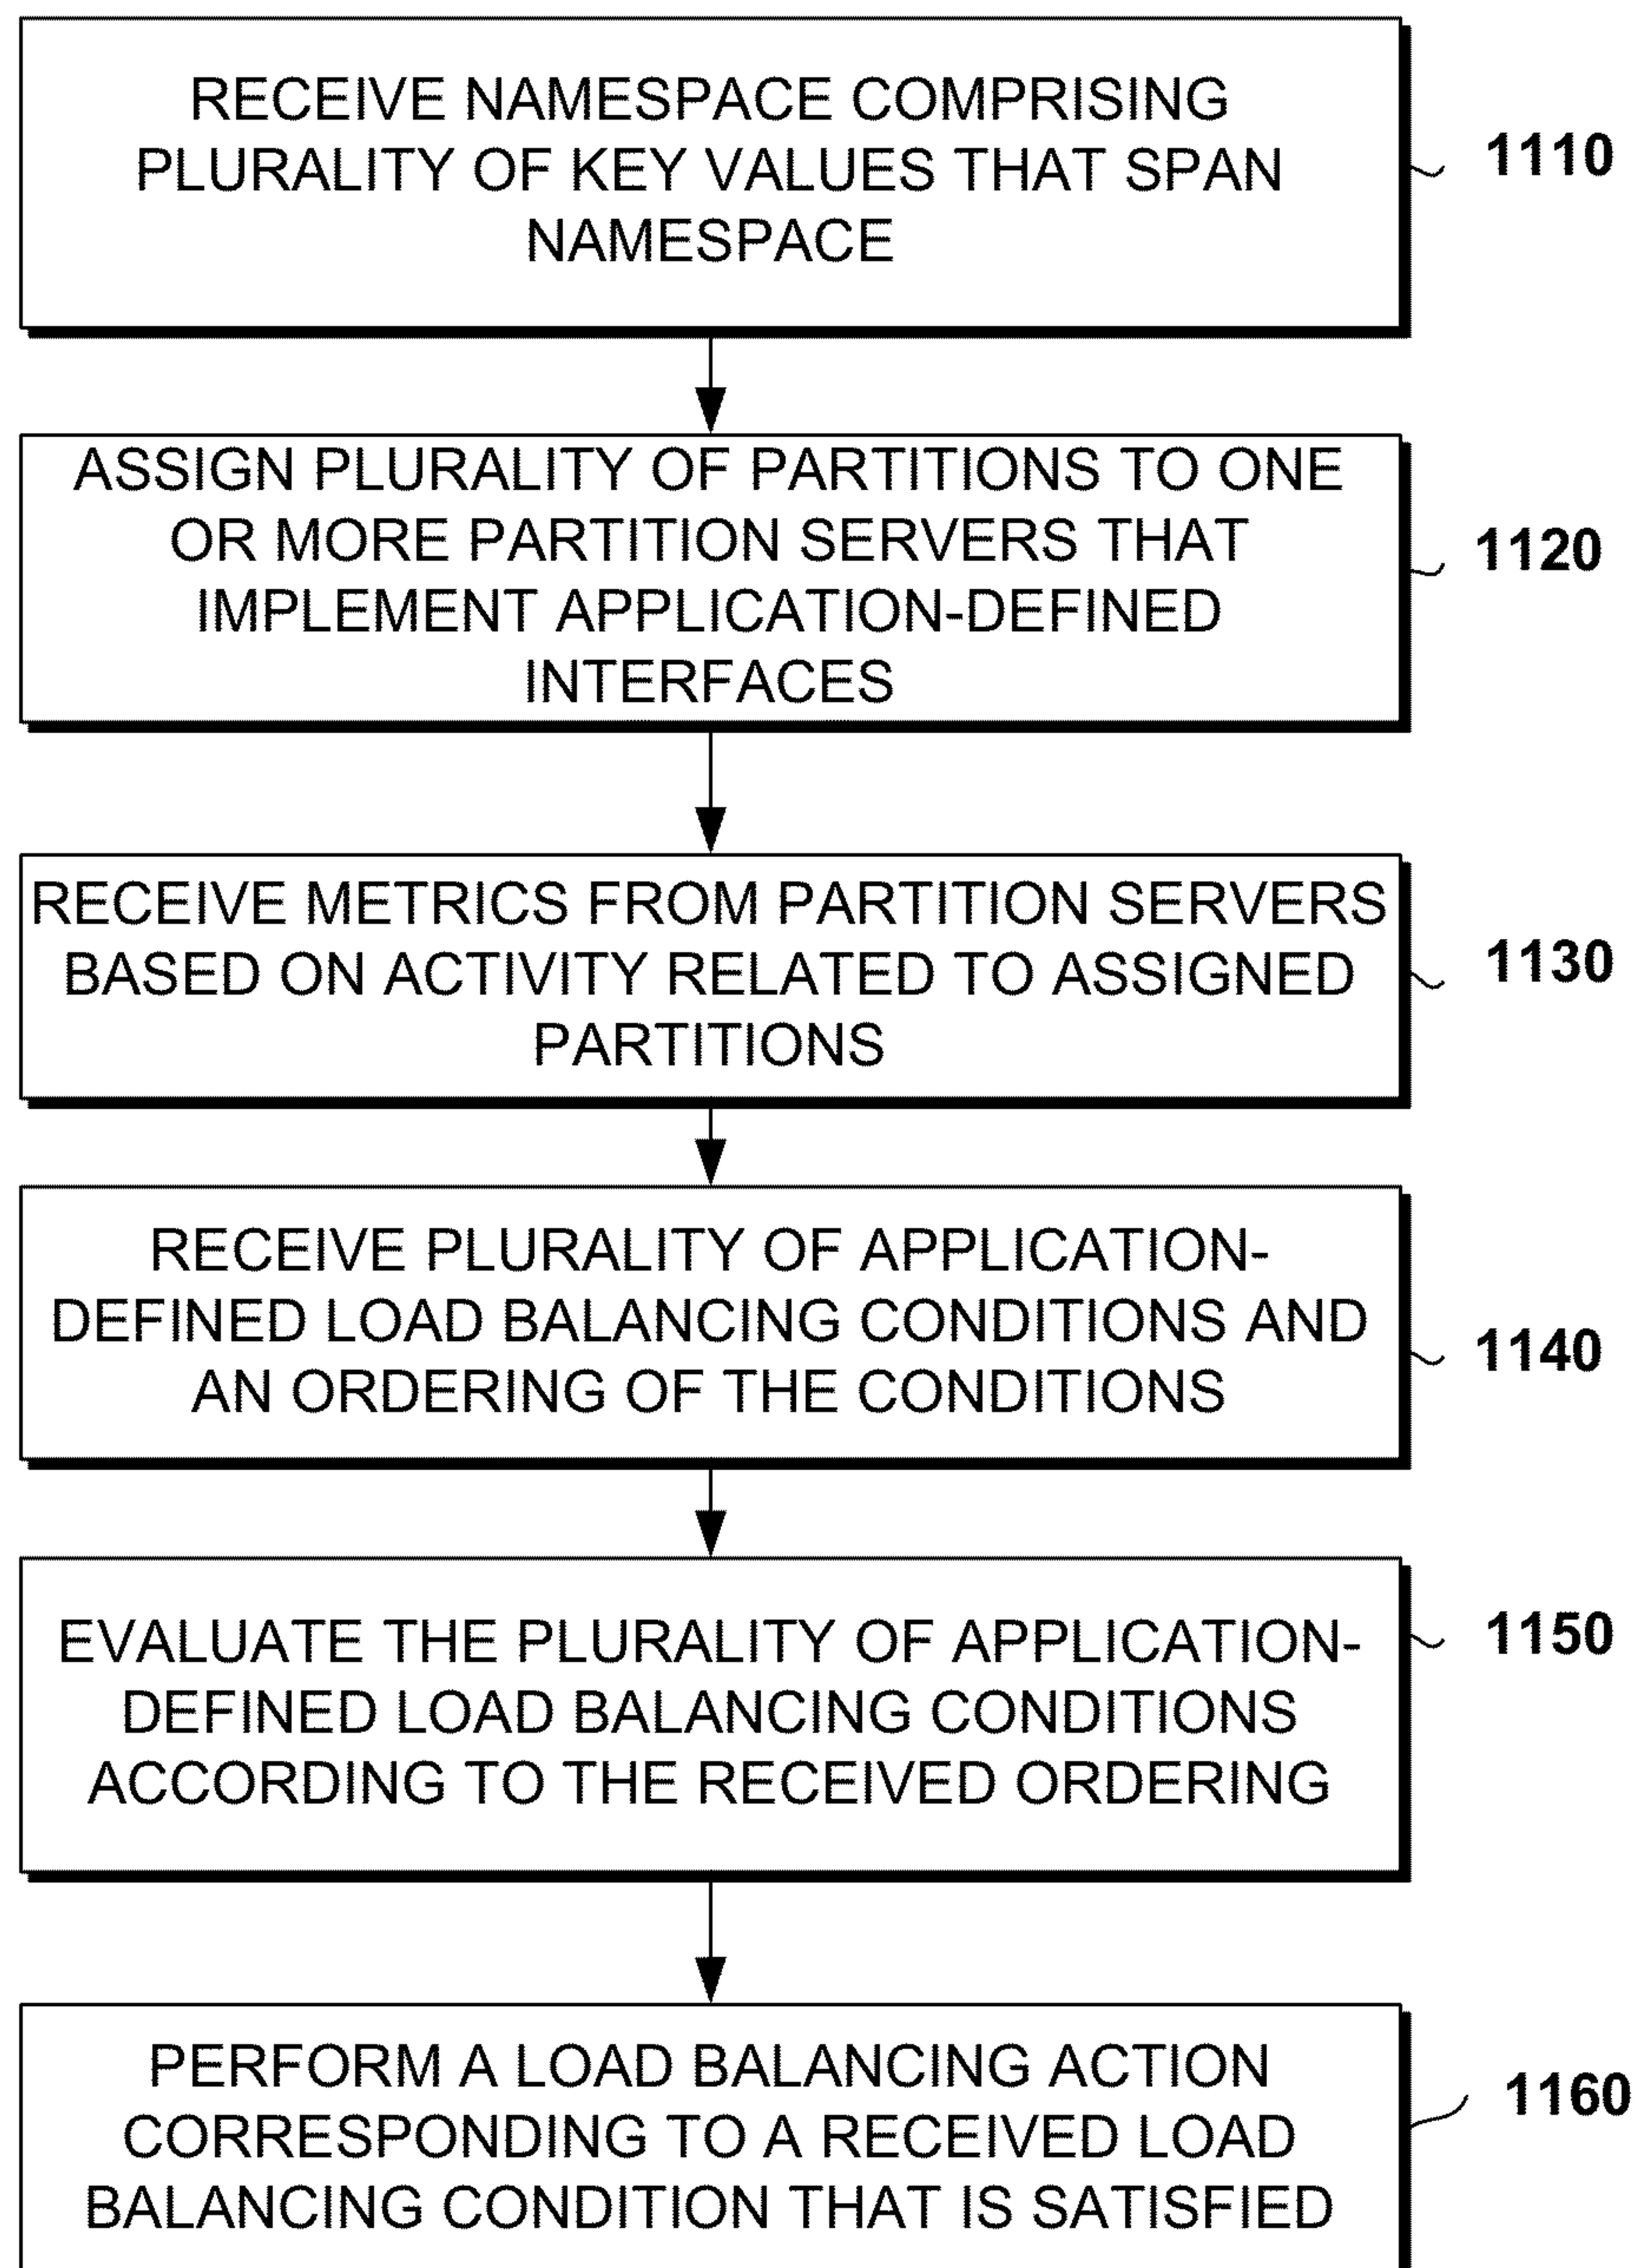 RECEIVE NAMESPACE COMPRISING
PLURALITY OF KEY VALUES THAT SPAN
NAMESPACE
1110
ASSIGN PLURALITY OF PARTITIONS TO ONE
OR MORE PARTITION SERVERS THAT
IMPLEMENT APPLICATION-DEFINED
INTERFACES
1120
RECEIVE METRICS FROM PARTITION SERVERS
BASED ON ACTIVITY RELATED TO ASSIGNED
PARTITIONS
1130
RECEIVE PLURALITY OF APPLICATION-
DEFINED LOAD BALANCING CONDITIONS AND
AN ORDERING OF THE CONDITIONS
1140
EVALUATE THE PLURALITY OF APPLICATION-
DEFINED LOAD BALANCING CONDITIONS
ACCORDING TO THE RECEIVED ORDERING
1150
PERFORM A LOAD BALANCING ACTION
CORRESPONDING TO A RECEIVED LOAD
BALANCING CONDITION THAT IS SATISFIED
1160